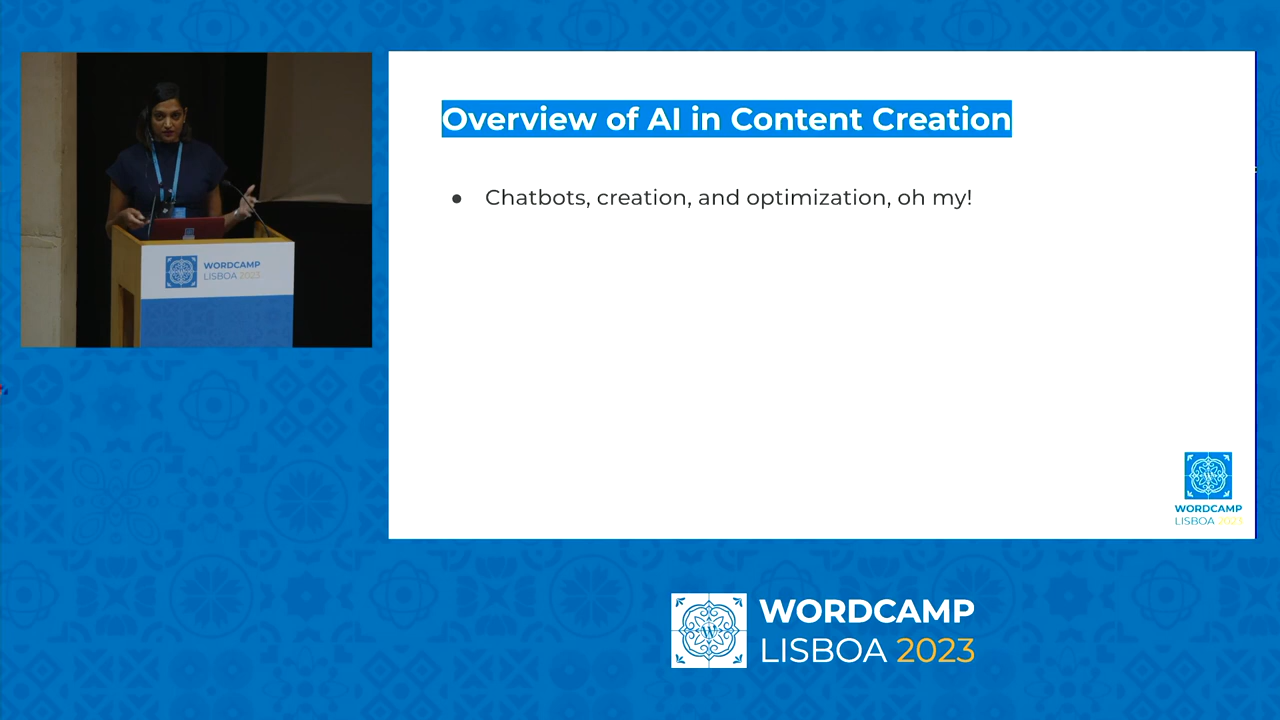 Overview of AI in Content Creation
● Chatbots, creation, and optimization, oh my!
WORDCAMP
LISBOA 2023
WORDCAMP
LISBOA 2023
WORDCAMP
LISBOA 2023